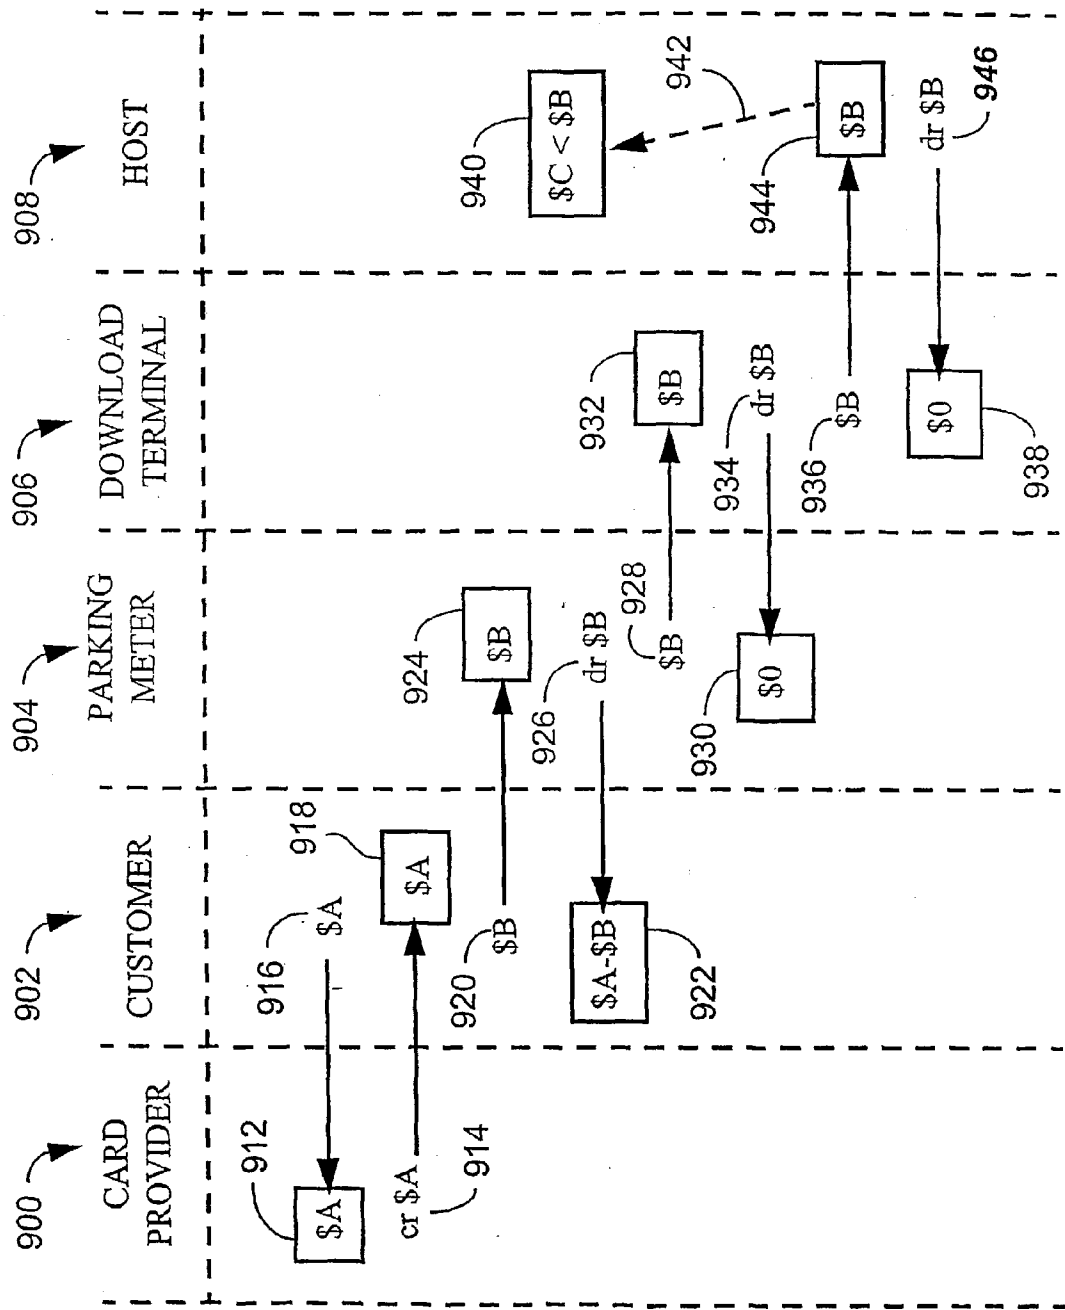 900
902
904
906
908
CARD
PROVIDER
CUSTOMER
PARKING
METER
DOWNLOAD
TERMINAL
HOST
912
$A
916
$A
cr $A
914
918
$A
920
$B
924
$B
$A-$B
922
926
dr $B
$B
928
932
$B
930
$0
934
dr $B
936
$B
944
$B
940
$C < $B
942
$0
938
dr $B
946